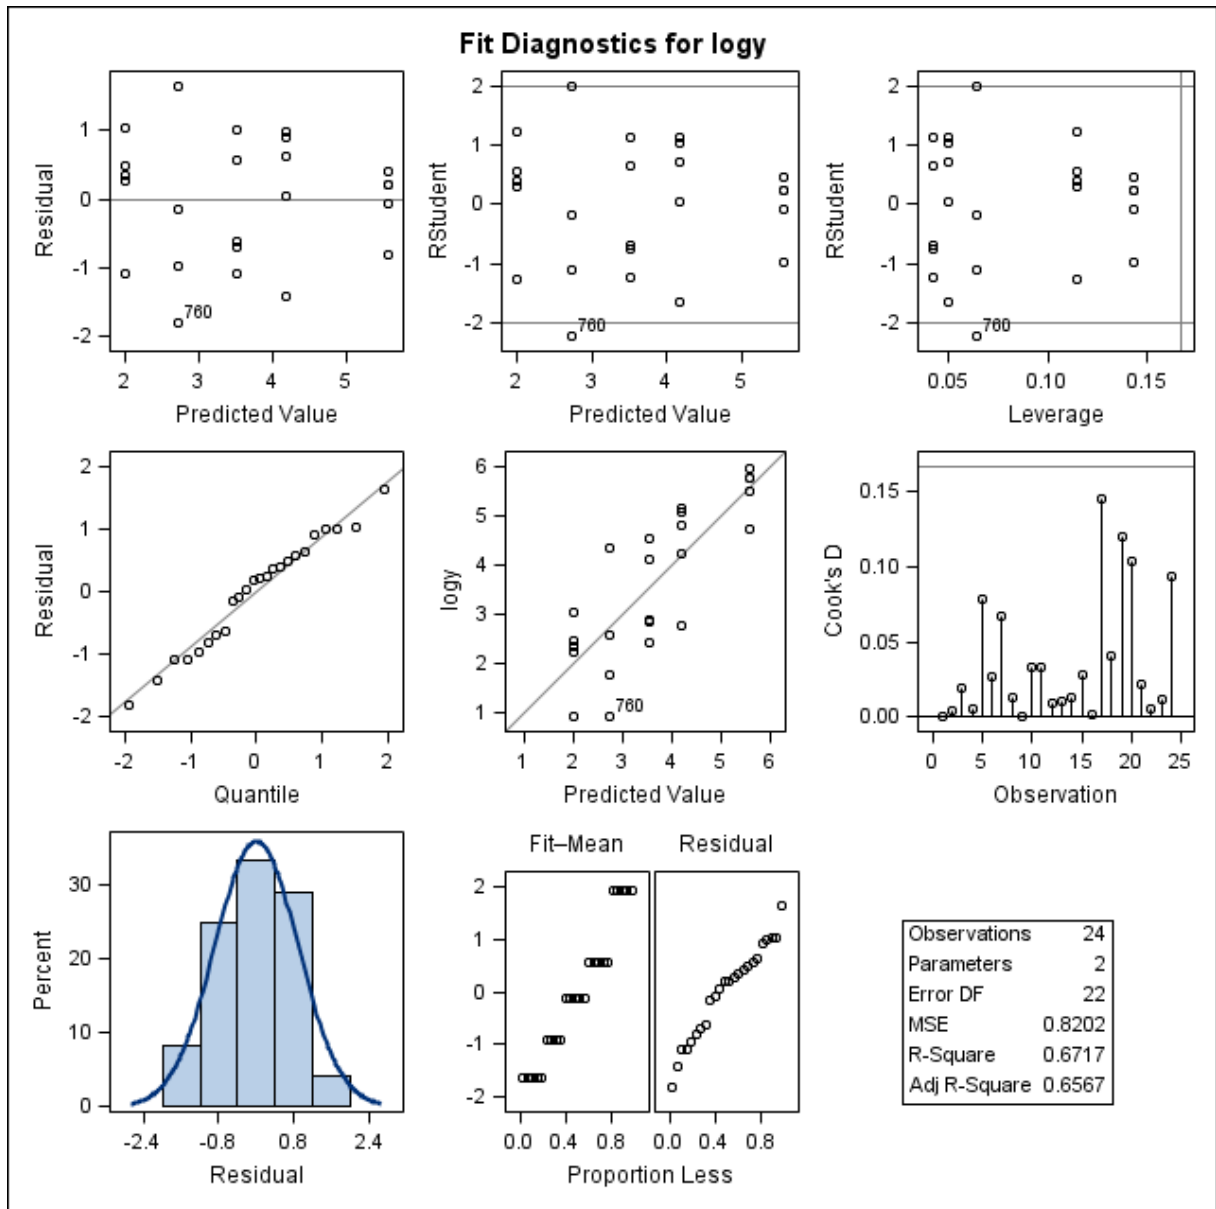 Fit Diagnostics for logy
Residual
1
0
-1
-2
760
2 3 4 5
Predicted Value
RStudent
2
1
0
-1
-2
760
2 3 4 5
Predicted Value
RStudent
2
1
0
-1
-2
760
0.05 0.10 0.15
Leverage
Residual
2
1
0
-1
-2
-2 -1 0 1 2
Quantile
logy
6
5
4
3
2
1
760
1 2 3 4 5 6
Predicted Value
Cook's D
0.15
0.10
0.05
0.00
0 5 10 15 20 25
Observation
Percent
30
20
10
0
-2.4 -0.8 0.8 2.4
Residual
Fit–Mean Residual
2
1
0
-1
-2
0.0 0.4 0.8 0.0 0.4 0.8
Proportion Less
Observations 24
Parameters 2
Error DF 22
MSE 0.8202
R-Square 0.6717
Adj R-Square 0.6567